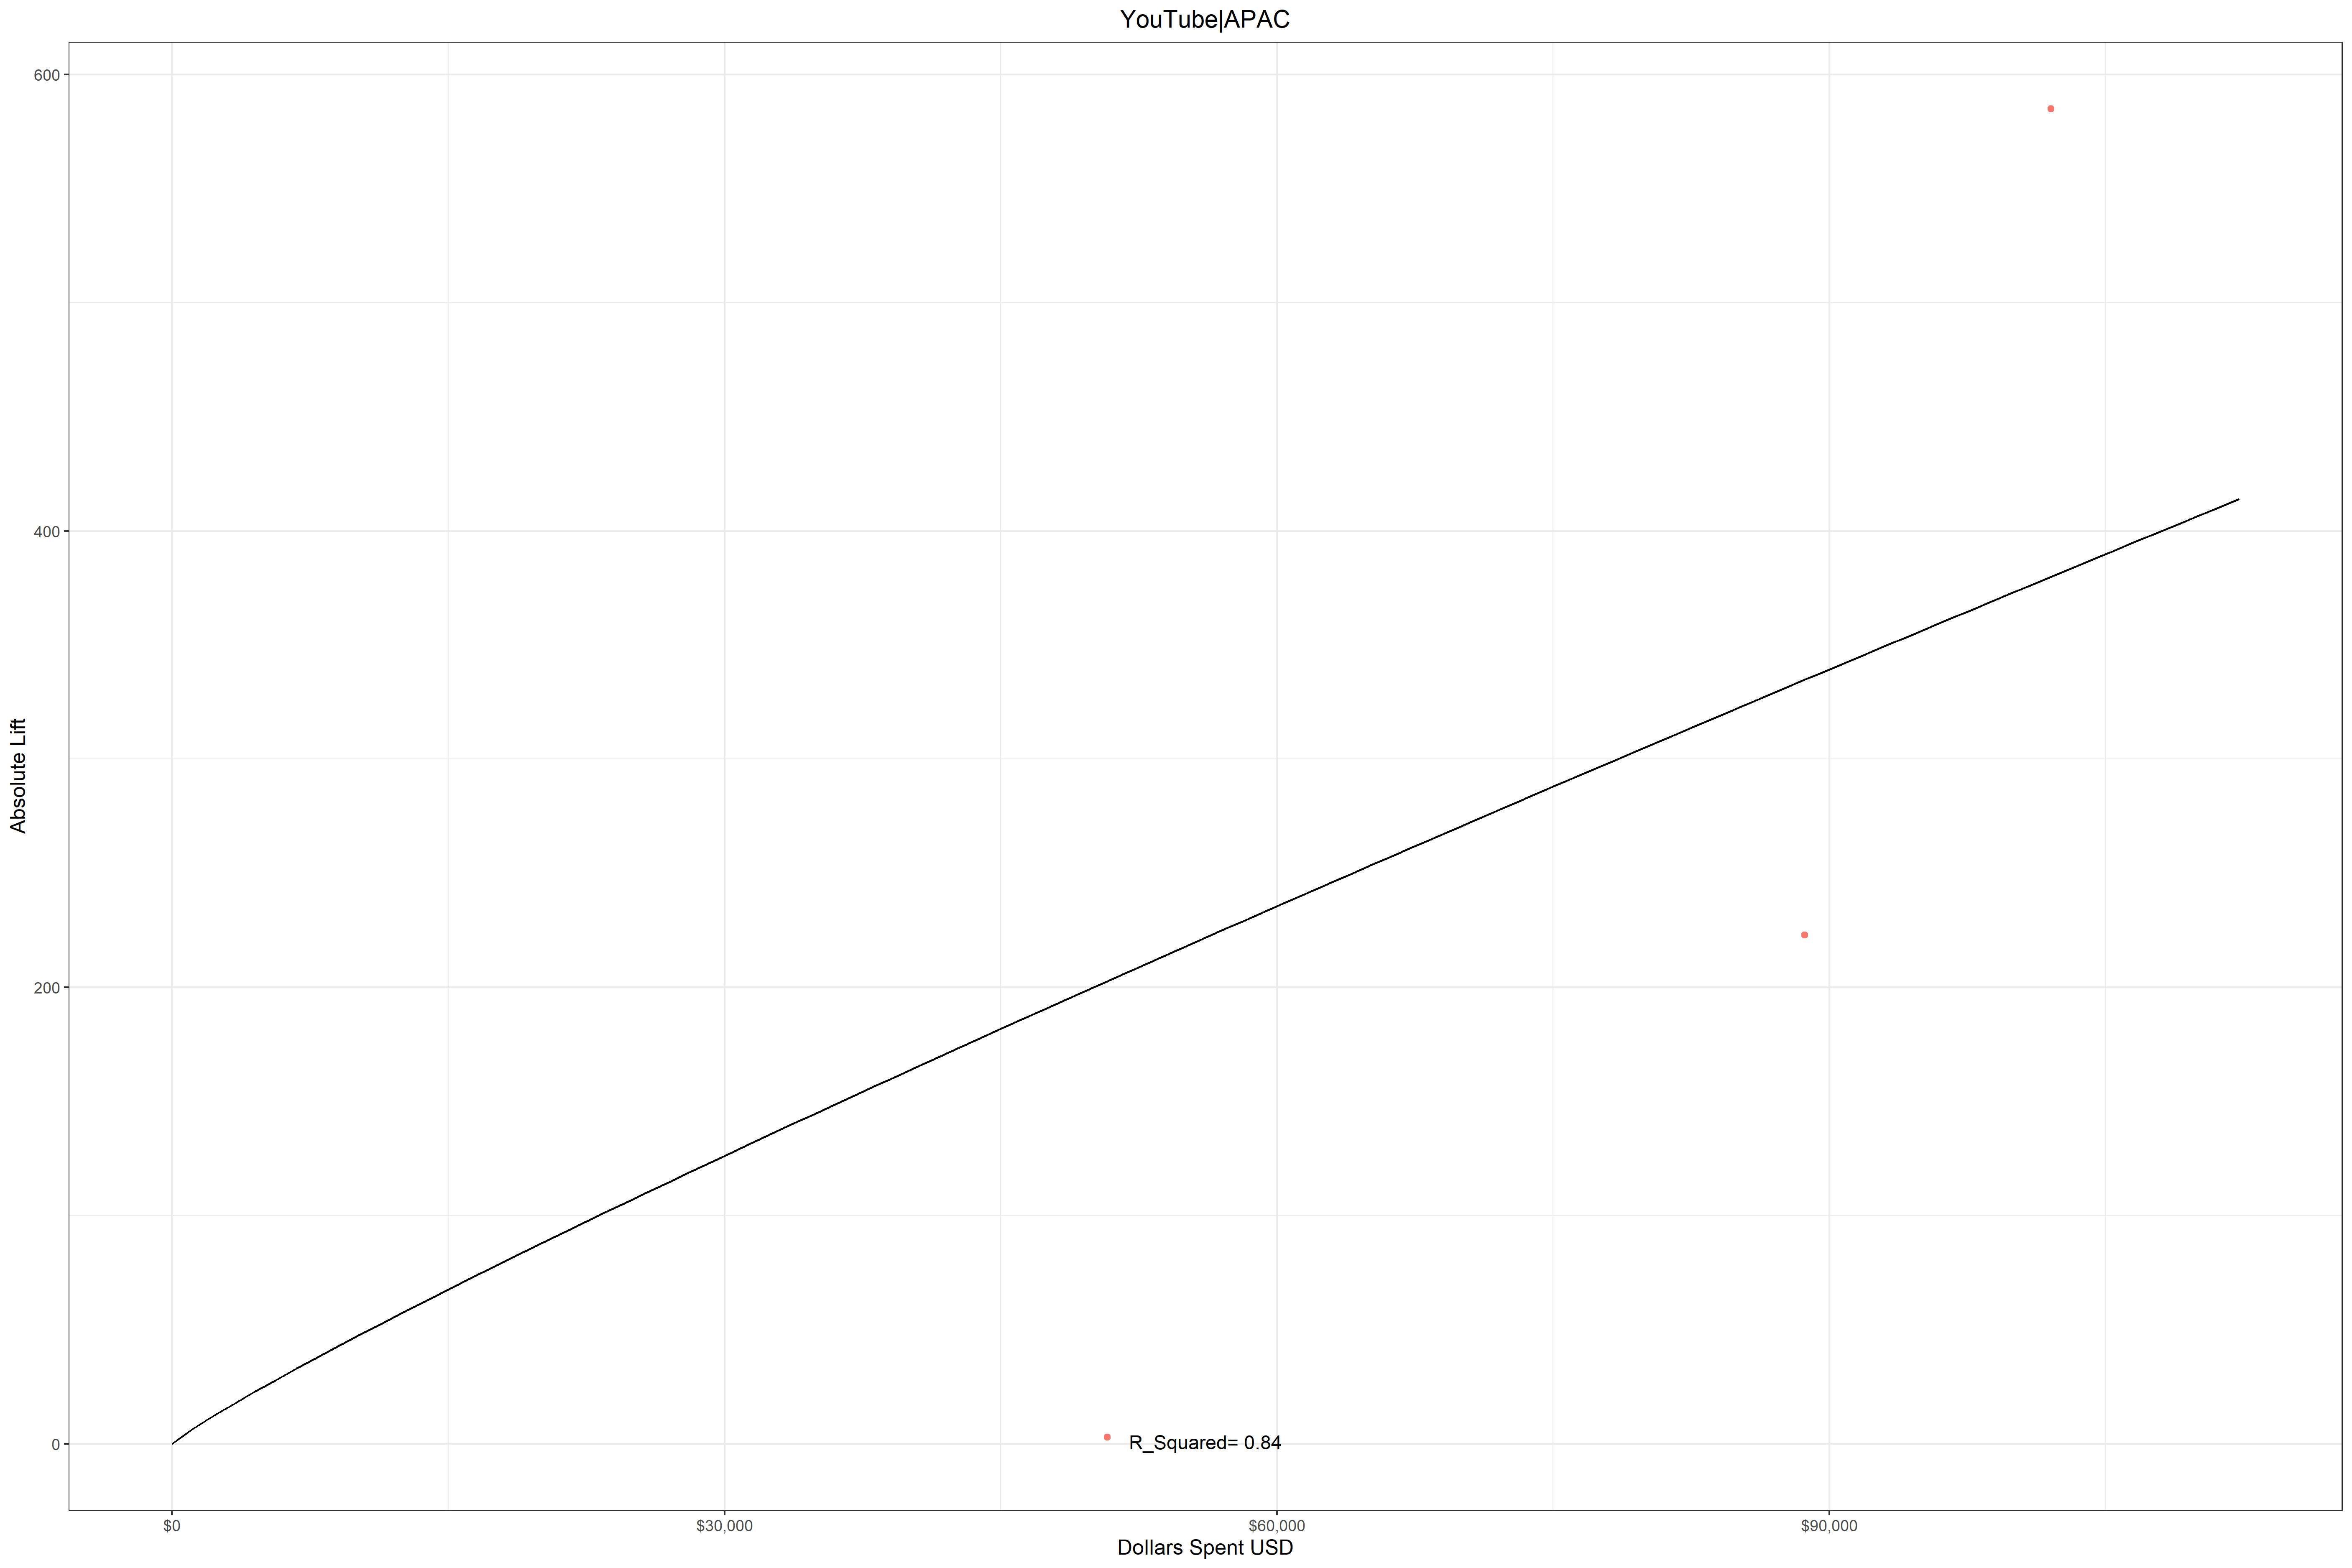 YouTube|APAC
600
400
200
0
Absolute Lift
R_Squared= 0.84
$0
$30,000
$60,000
$90,000
Dollars Spent USD